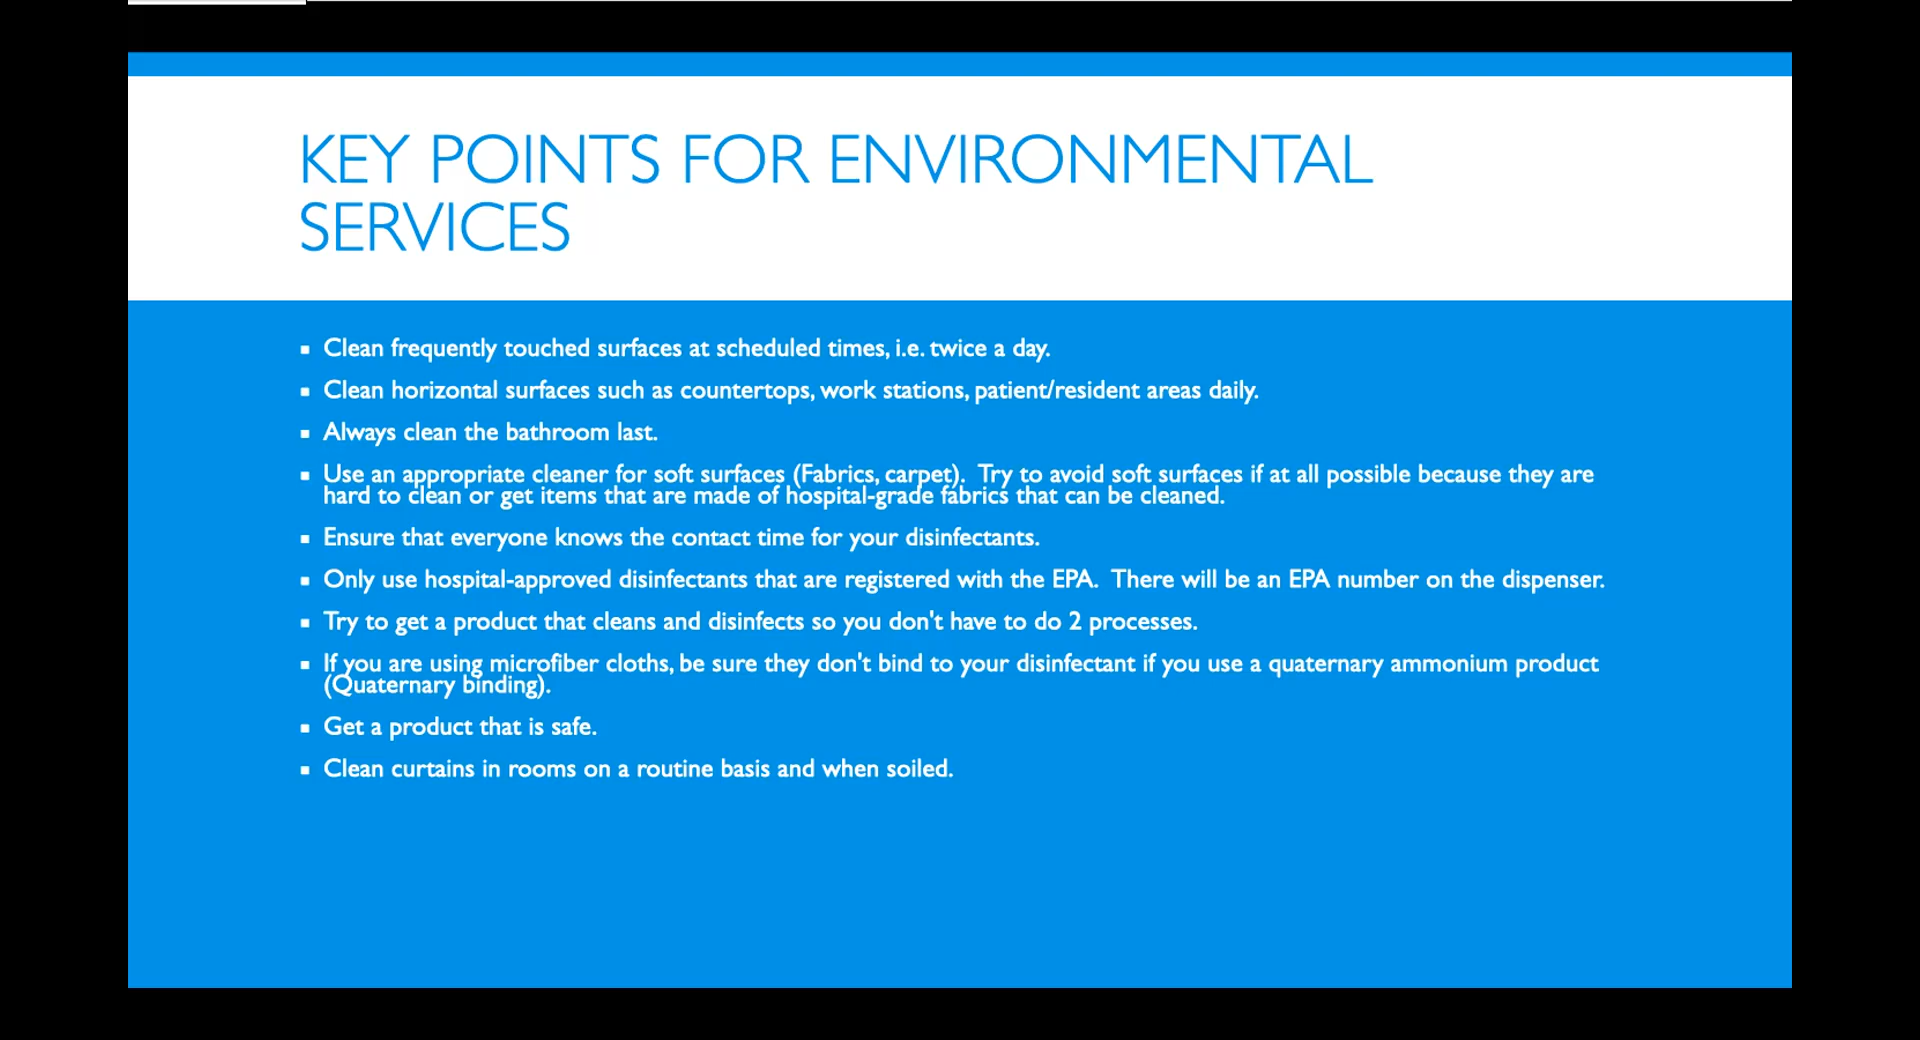 KEY POINTS FOR ENVIRONMENTAL
SERVICES
▪ Clean frequently touched surfaces at scheduled times, i.e. twice a day.
▪ Clean horizontal surfaces such as countertops, work stations, patient/resident areas daily.
▪ Always clean the bathroom last.
▪ Use an appropriate cleaner for soft surfaces (Fabrics, carpet).  Try to avoid soft surfaces if at all possible because they are
hard to clean or get items that are made of hospital-grade fabrics that can be cleaned.
▪ Ensure that everyone knows the contact time for your disinfectants.
▪ Only use hospital-approved disinfectants that are registered with the EPA.  There will be an EPA number on the dispenser.
▪ Try to get a product that cleans and disinfects so you don't have to do 2 processes.
▪ If you are using microfiber cloths, be sure they don't bind to your disinfectant if you use a quaternary ammonium product
(Quaternary binding).
▪ Get a product that is safe.
▪ Clean curtains in rooms on a routine basis and when soiled.